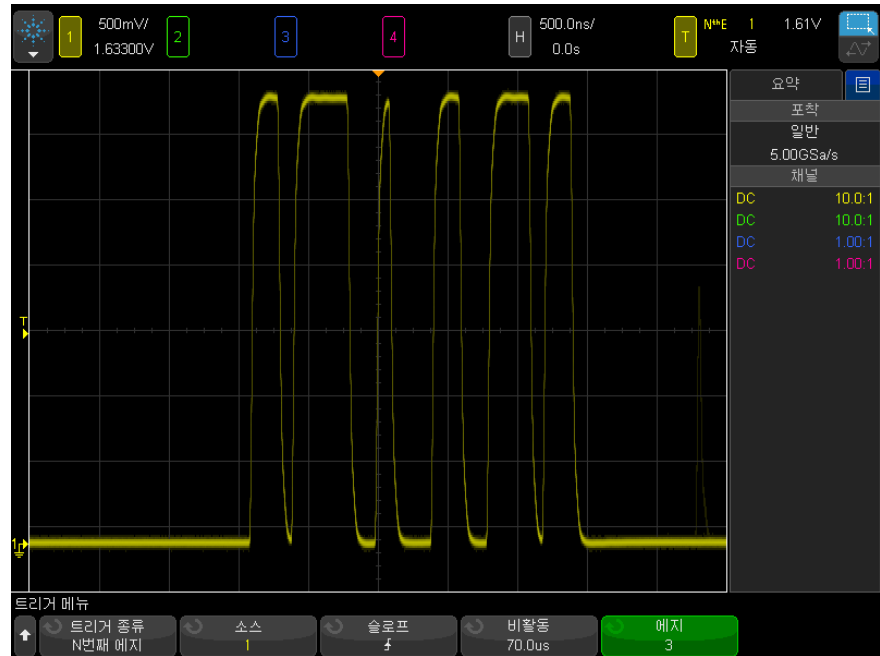 1 500mV/ 2 3 4 H 500.0ns/ T NthE 1 1.61V
1.63300V 0.0s 자동
요약
포착
일반
5.00GSa/s
채널
DC 10.0:1
DC 10.0:1
DC 1.00:1
DC 1.00:1
T
1
트리거 메뉴
트리거 종류 소스 슬로프 비활동 에지
N번째 에지 1 70.0us 3